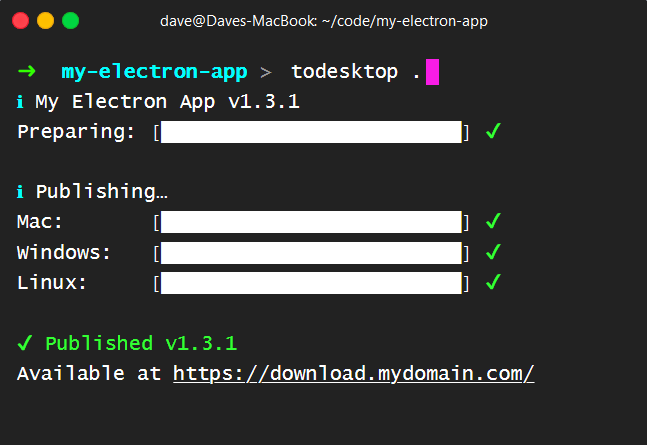 dave@Daves-MacBook: ~/code/my-electron-app
➜ my-electron-app > todesktop .
ℹ My Electron App v1.3.1
Preparing: [ ] ✔
ℹ Publishing…
Mac: [ ] ✔
Windows: [ ] ✔
Linux: [ ] ✔
✔ Published v1.3.1
Available at https://download.mydomain.com/